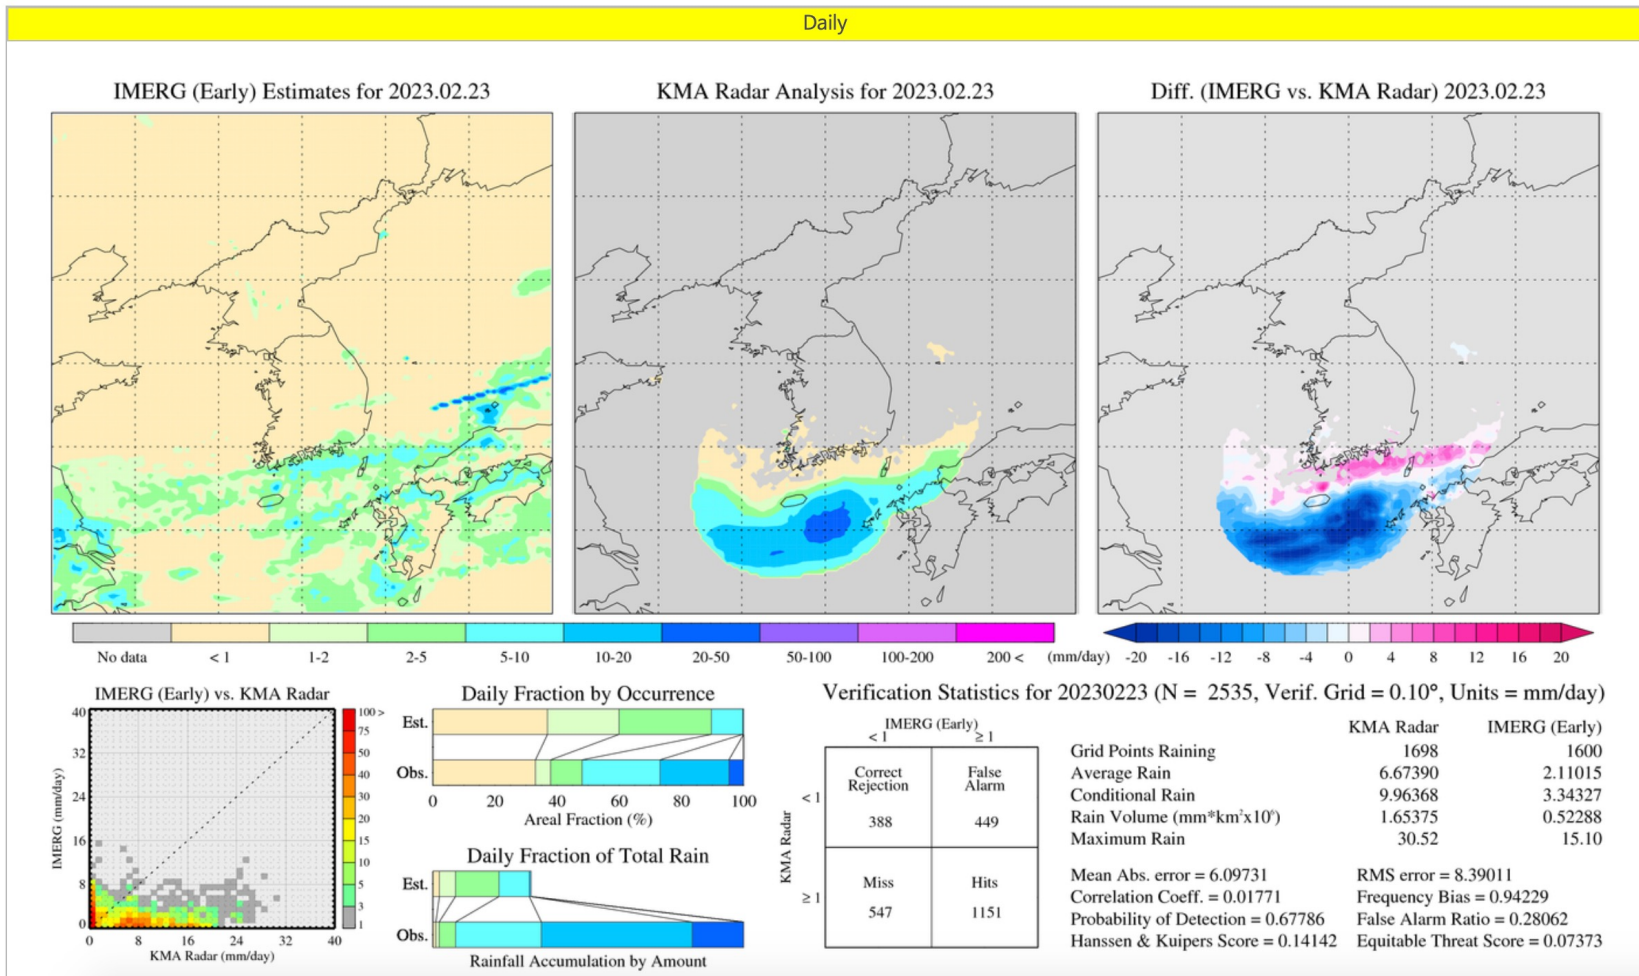 Daily
IMERG (Early) Estimates for 2023.02.23
KMA Radar Analysis for 2023.02.23
Diff. (IMERG vs. KMA Radar) 2023.02.23
No data < 1 1-2 2-5 5-10 10-20 20-50 50-100 100-200 200 < (mm/day)
-20 -16 -12 -8 -4 0 4 8 12 16 20
IMERG (Early) vs. KMA Radar
40
32
24
16
8
0
IMERG (mm/day)
0 8 16 24 32 40
KMA Radar (mm/day)
100 >
75
50
40
30
20
15
10
5
3
1
Daily Fraction by Occurrence
Est.
Obs.
0 20 40 60 80 100
Areal Fraction (%)
Daily Fraction of Total Rain
Est.
Obs.
Rainfall Accumulation by Amount
Verification Statistics for 20230223 (N = 2535, Verif. Grid = 0.10°, Units = mm/day)
IMERG (Early)
< 1 ≥ 1
KMA Radar
< 1
≥ 1
Correct Rejection
388
False Alarm
449
Miss
547
Hits
1151
KMA Radar IMERG (Early)
Grid Points Raining 1698 1600
Average Rain 6.67390 2.11015
Conditional Rain 9.96368 3.34327
Rain Volume (mm*km²x10⁶) 1.65375 0.52288
Maximum Rain 30.52 15.10
Mean Abs. error = 6.09731 RMS error = 8.39011
Correlation Coeff. = 0.01771 Frequency Bias = 0.94229
Probability of Detection = 0.67786 False Alarm Ratio = 0.28062
Hanssen & Kuipers Score = 0.14142 Equitable Threat Score = 0.07373